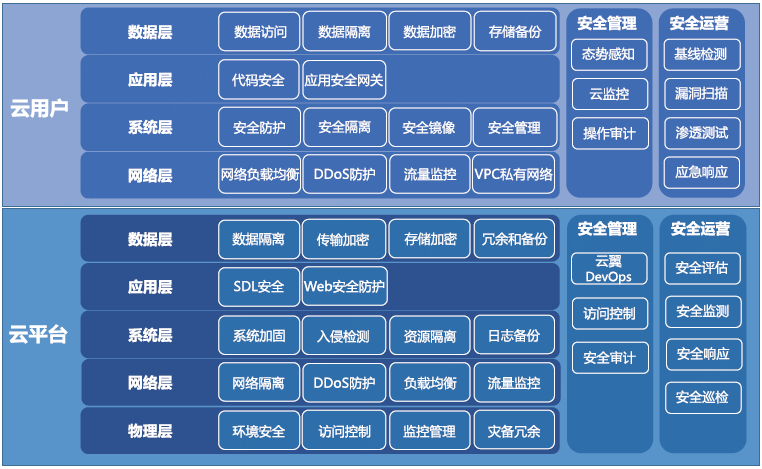 云用户
数据层
数据访问
数据隔离
数据加密
存储备份
应用层
代码安全
应用安全网关
系统层
安全防护
安全隔离
安全镜像
安全管理
网络层
网络负载均衡
DDoS防护
流量监控
VPC私有网络
安全管理
态势感知
云监控
操作审计
安全运营
基线检测
漏洞扫描
渗透测试
应急响应
云平台
数据层
数据隔离
传输加密
存储加密
冗余和备份
应用层
SDL安全
Web安全防护
系统层
系统加固
入侵检测
资源隔离
日志备份
网络层
网络隔离
DDoS防护
负载均衡
流量监控
物理层
环境安全
访问控制
监控管理
灾备冗余
安全管理
云翼
DevOps
访问控制
安全审计
安全运营
安全评估
安全监测
安全响应
安全巡检